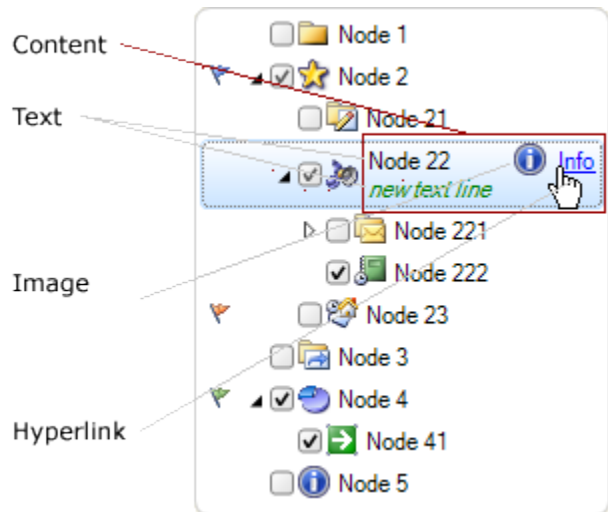 Node 1
Content
Node 2
Text
Node 21
Node 22 Info
new text line
Node 221
Image
Node 222
Node 23
Node 3
Node 4
Hyperlink
Node 41
Node 5